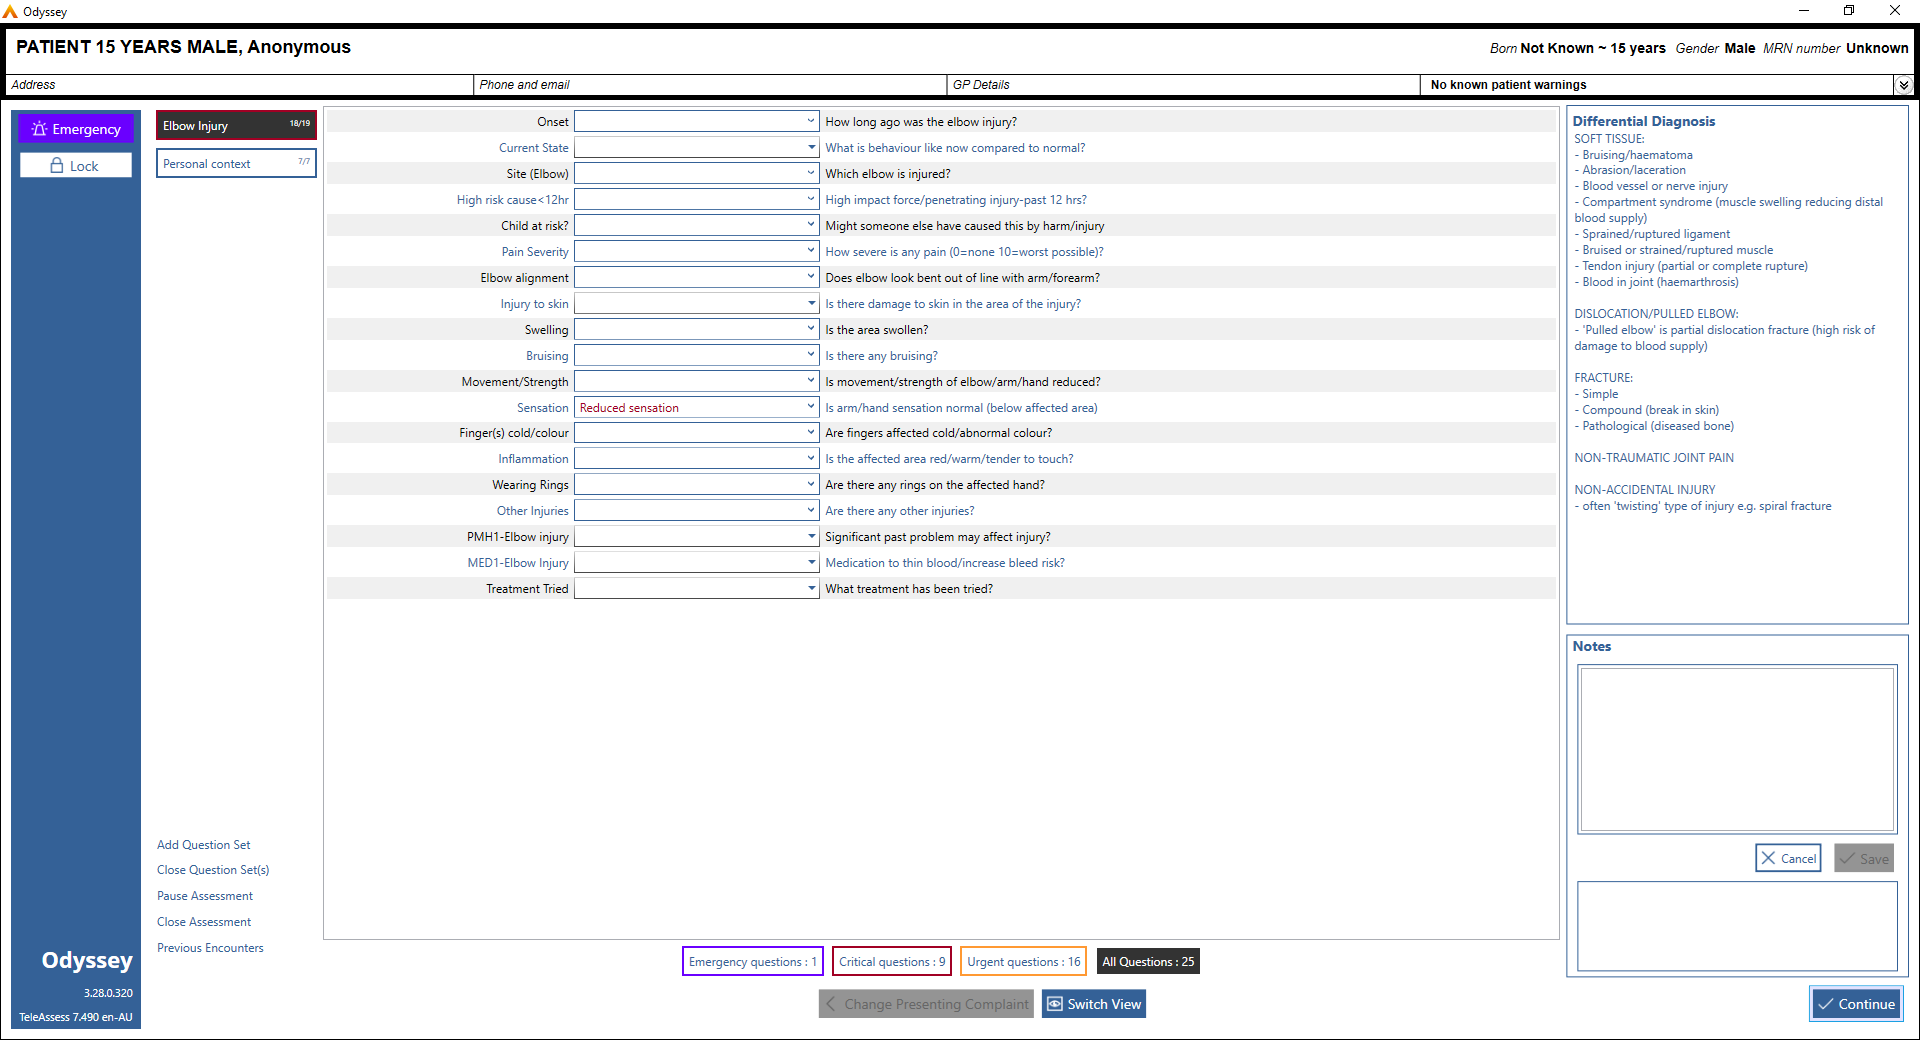 Odyssey
PATIENT 15 YEARS MALE, Anonymous
Born Not Known ~ 15 years Gender Male MRN number Unknown
Address
Phone and email
GP Details
No known patient warnings
Emergency
Lock
Elbow Injury 18/19
Personal context 7/7
Onset How long ago was the elbow injury?
Current State What is behaviour like now compared to normal?
Site (Elbow) Which elbow is injured?
High risk cause<12hr High impact force/penetrating injury-past 12 hrs?
Child at risk? Might someone else have caused this by harm/injury
Pain Severity How severe is any pain (0=none 10=worst possible)?
Elbow alignment Does elbow look bent out of line with arm/forearm?
Injury to skin Is there damage to skin in the area of the injury?
Swelling Is the area swollen?
Bruising Is there any bruising?
Movement/Strength Is movement/strength of elbow/arm/hand reduced?
Sensation Reduced sensation Is arm/hand sensation normal (below affected area)
Finger(s) cold/colour Are fingers affected cold/abnormal colour?
Inflammation Is the affected area red/warm/tender to touch?
Wearing Rings Are there any rings on the affected hand?
Other Injuries Are there any other injuries?
PMH1-Elbow injury Significant past problem may affect injury?
MED1-Elbow Injury Medication to thin blood/increase bleed risk?
Treatment Tried What treatment has been tried?
Differential Diagnosis
SOFT TISSUE:
- Bruising/haematoma
- Abrasion/laceration
- Blood vessel or nerve injury
- Compartment syndrome (muscle swelling reducing distal
blood supply)
- Sprained/ruptured ligament
- Bruised or strained/ruptured muscle
- Tendon injury (partial or complete rupture)
- Blood in joint (haemarthrosis)
DISLOCATION/PULLED ELBOW:
- 'Pulled elbow' is partial dislocation fracture (high risk of
damage to blood supply)
FRACTURE:
- Simple
- Compound (break in skin)
- Pathological (diseased bone)
NON-TRAUMATIC JOINT PAIN
NON-ACCIDENTAL INJURY
- often 'twisting' type of injury e.g. spiral fracture
Notes
Cancel
Save
Add Question Set
Close Question Set(s)
Pause Assessment
Close Assessment
Previous Encounters
Odyssey
3.28.0.320
TeleAssess 7.490 en-AU
Emergency questions : 1
Critical questions : 9
Urgent questions : 16
All Questions : 25
Change Presenting Complaint
Switch View
Continue